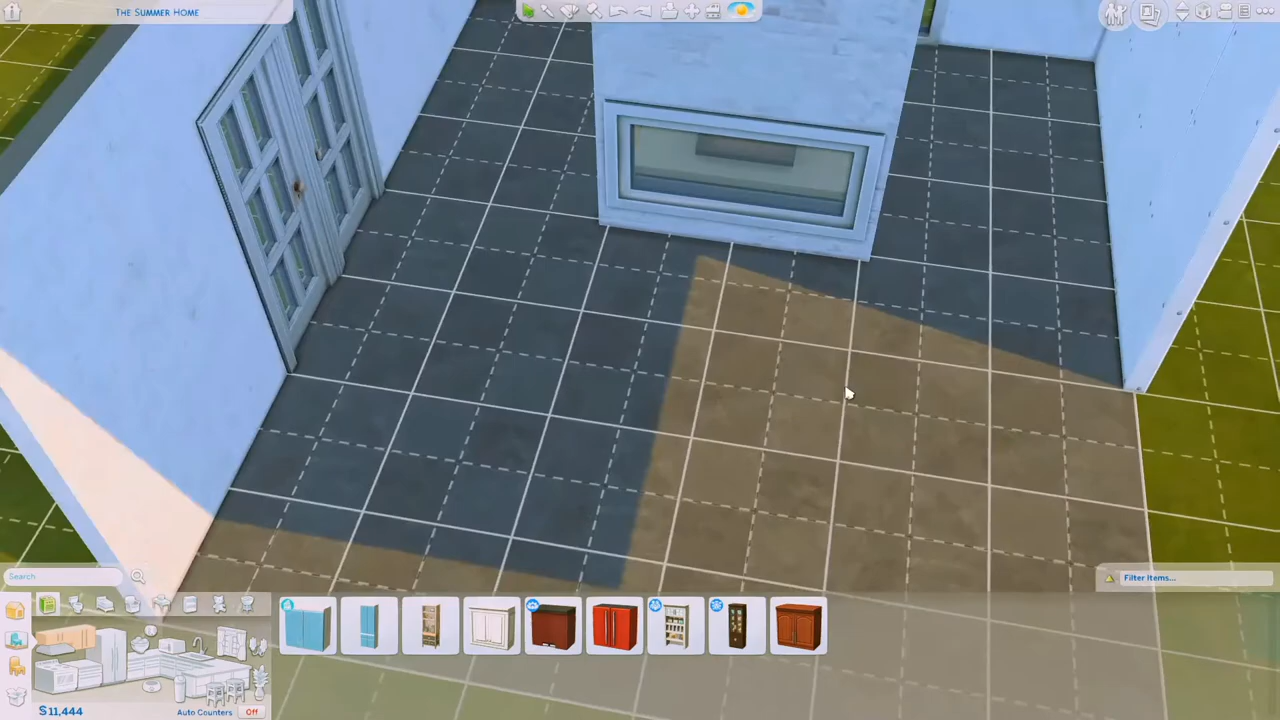 THE SUMMER HOME
Search
Filter Items...
§11,444
Auto Counters Off